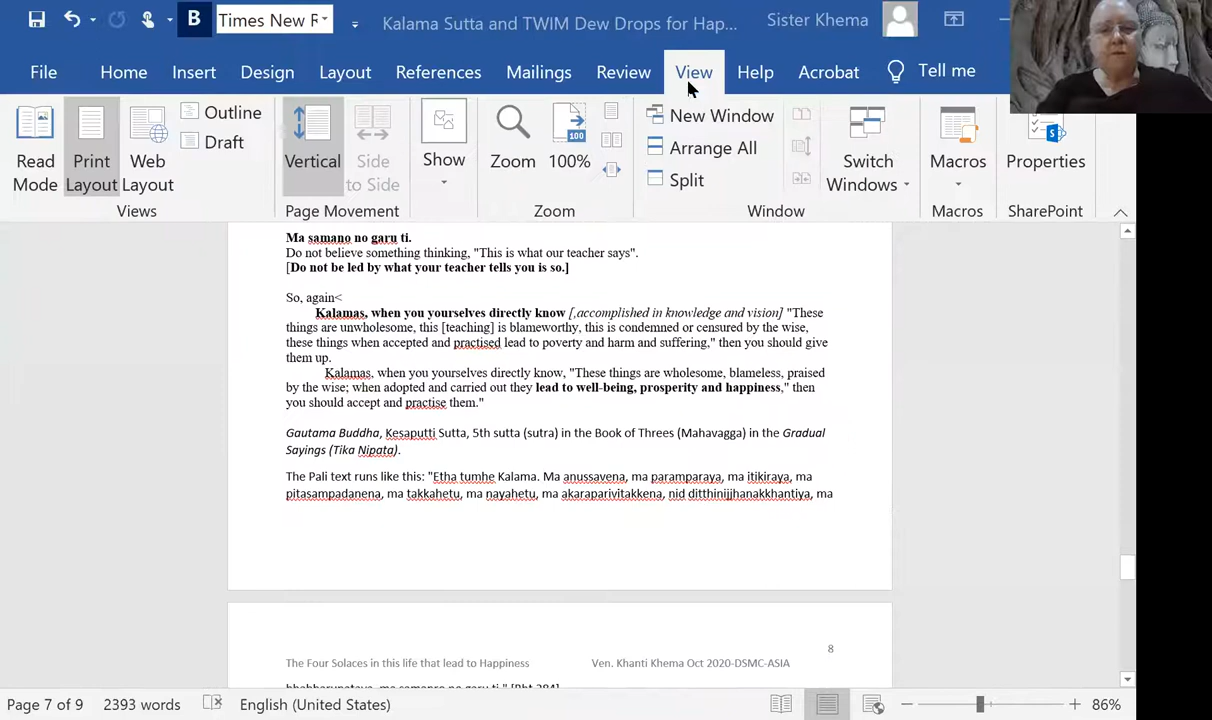 B Times New R Kalama Sutta and TWIM Dew Drops for Hap... Sister Khema
File Home Insert Design Layout References Mailings Review View Help Acrobat Tell me
Read Mode
Print Layout
Web Layout
Outline
Draft
Views
Vertical
Side to Side
Page Movement
Show
Zoom
100
100%
Zoom
New Window
Arrange All
Split
Switch Windows
Window
Macros
Macros
Properties
SharePoint
Ma samano no garu ti.
Do not believe something thinking, "This is what our teacher says".
[Do not be led by what your teacher tells you is so.]
So, again<
Kalamas, when you yourselves directly know [,accomplished in knowledge and vision] "These
things are unwholesome, this [teaching] is blameworthy, this is condemned or censured by the wise,
these things when accepted and practised lead to poverty and harm and suffering," then you should give
them up.
Kalamas, when you yourselves directly know, "These things are wholesome, blameless, praised
by the wise; when adopted and carried out they lead to well-being, prosperity and happiness," then
you should accept and practise them."
Gautama Buddha, Kesaputti Sutta, 5th sutta (sutra) in the Book of Threes (Mahavagga) in the Gradual
Sayings (Tika Nipata).
The Pali text runs like this: "Etha tumhe Kalama. Ma anussavena, ma paramparaya, ma itikiraya, ma
pitasampadanena, ma takkahetu, ma nayahetu, ma akaraparivitakkena, nid ditthinijjhanakkhantiya, ma
8
The Four Solaces in this life that lead to Happiness Ven. Khanti Khema Oct 2020-DSMC-ASIA
Page 7 of 9 2393 words English (United States) 86%